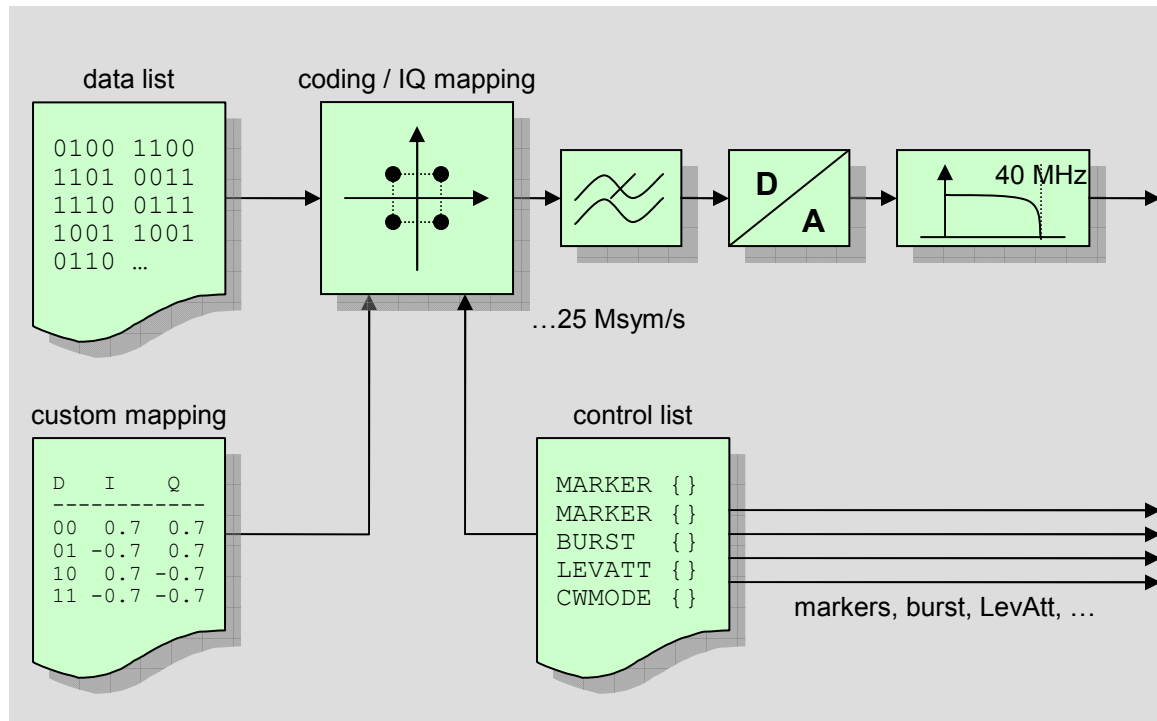 data list
coding / IQ mapping
0100 1100
1101 0011
1110 0111
1001 1001
0110 …
D
A
40 MHz
…25 Msym/s
custom mapping
D I Q
------------
00 0.7 0.7
01 -0.7 0.7
10 0.7 -0.7
11 -0.7 -0.7
control list
MARKER {}
MARKER {}
BURST {}
LEVATT {}
CWMODE {}
markers, burst, LevAtt, …